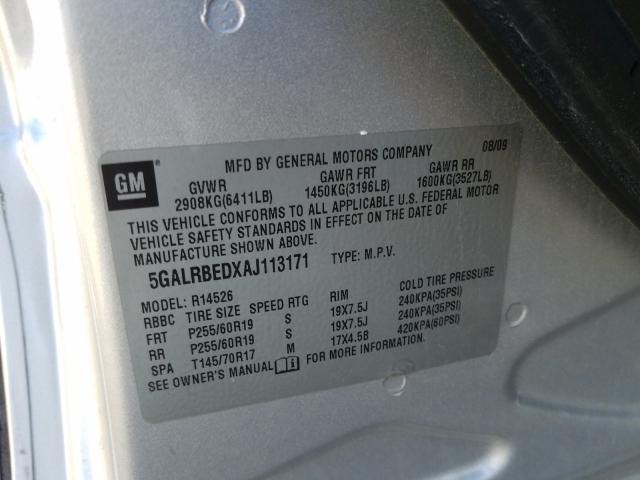 GM
MFD BY GENERAL MOTORS COMPANY 08/09
GVWR GAWR FRT GAWR RR
2908KG(6411LB) 1450KG(3196LB) 1600KG(3527LB)
THIS VEHICLE CONFORMS TO ALL APPLICABLE U.S. FEDERAL MOTOR
VEHICLE SAFETY STANDARDS IN EFFECT ON THE DATE OF
MANUFACTURE SHOWN ABOVE.
5GALRBEDXAJ113171 TYPE: M.P.V.
MODEL: R14526
RBBC TIRE SIZE SPEED RTG RIM COLD TIRE PRESSURE
FRT P255/60R19 S 19X7.5J 240KPA(35PSI)
RR P255/60R19 S 19X7.5J 240KPA(35PSI)
SPA T145/70R17 M 17X4.5B 420KPA(60PSI)
SEE OWNER'S MANUAL FOR MORE INFORMATION.